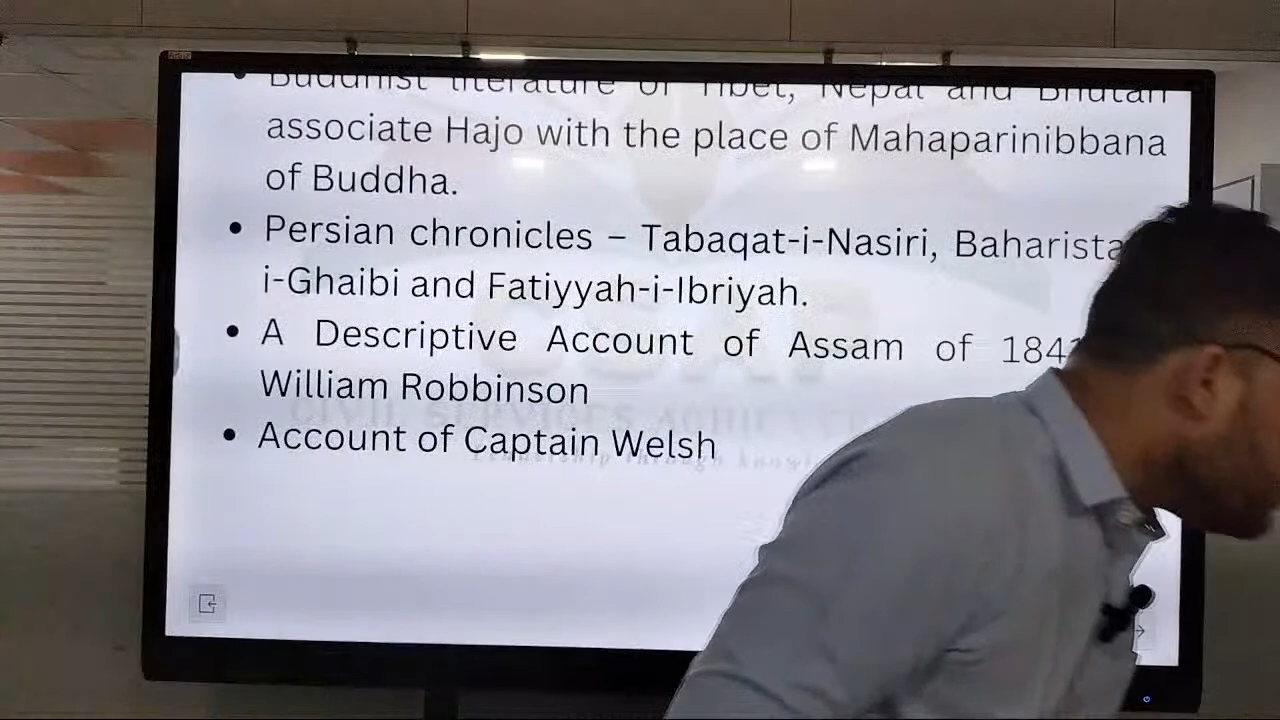 • Buddhist literature of Tibet, Nepal and Bhutan
associate Hajo with the place of Mahaparinibbana
of Buddha.
• Persian chronicles – Tabaqat-i-Nasiri, Baharista
i-Ghaibi and Fatiyyah-i-Ibriyah.
• A Descriptive Account of Assam of 1841
William Robbinson
• Account of Captain Welsh